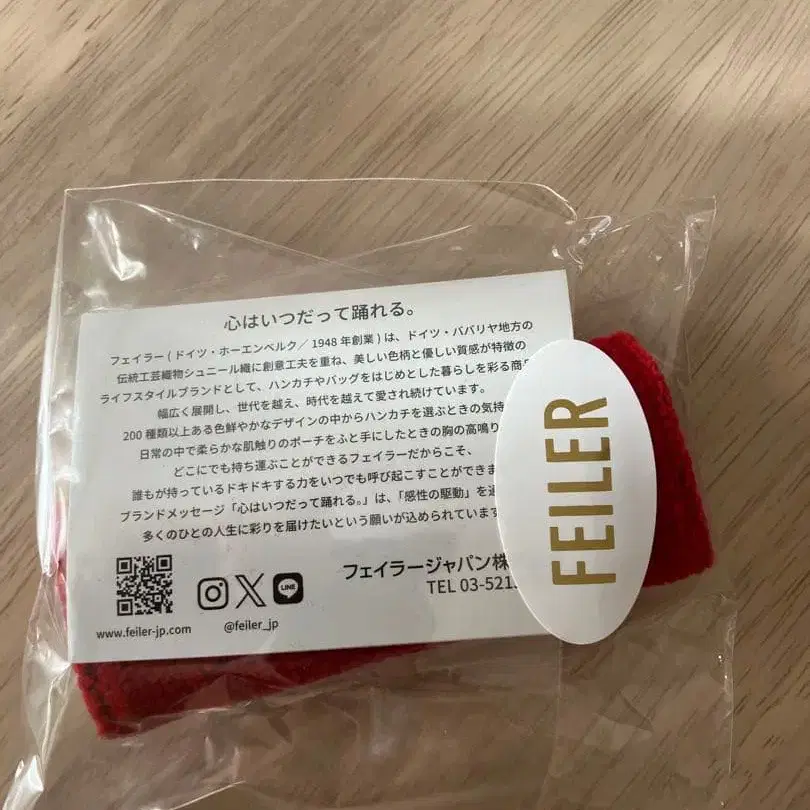 心はいつだって踊れる。
フェイラー(ドイツ・ホーエンベルク/1948年創業)は、ドイツ・ババリヤ地方の
伝統工芸織物シュニール織に創意工夫を重ね、美しい色柄と優しい質感が特徴の
ライフスタイルブランドとして、ハンカチやバッグをはじめとした暮らしを彩る商
幅広く展開し、世代を越え、時代を越えて愛され続けています。
200種類以上ある色鮮やかなデザインの中からハンカチを選ぶときの気持
日常の中で柔らかな肌触りのポーチをふと手にしたときの胸の高鳴り
どこにでも持ち運ぶことができるフェイラーだからこそ、
誰もが持っているドキドキする力をいつでも呼び起こすことができま
ブランドメッセージ「心はいつだって踊れる。」は、「感性の駆動」を
多くのひとの人生に彩りを届けたいという願いが込められています
フェイラージャパン株
TEL 03-521
LINE
www.feiler-jp.com
@feiler_jp
FEILER